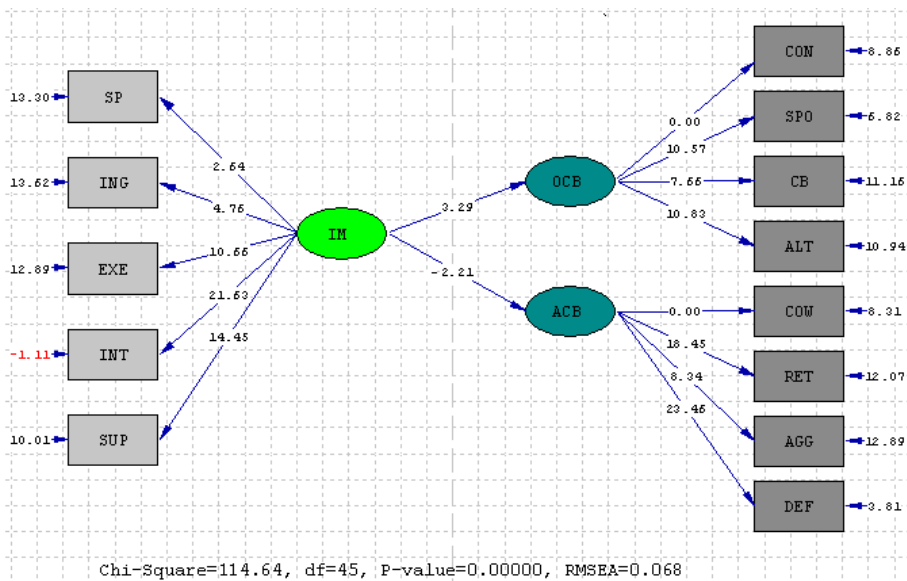 CON
8.86
13.30
SP
0.00
SPO
6.82
10.57
2.64
13.62
ING
OCB
7.66
CB
11.16
4.76
3.29
10.83
IM
10.66
ALT
10.94
12.89
EXE
-2.21
21.63
ACB
0.00
COW
8.31
14.45
18.45
-1.11
INT
8.34
RET
12.07
23.46
10.01
SUP
AGG
12.89
DEF
3.81
Chi-Square=114.64, df=45, P-value=0.00000, RMSEA=0.068